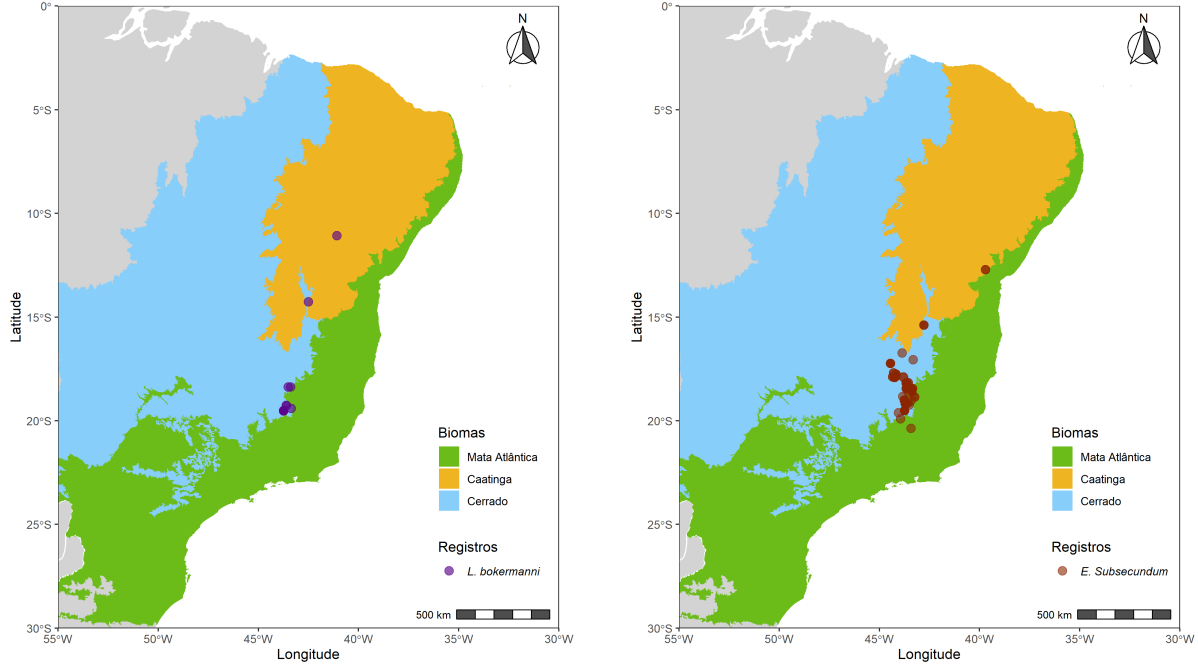 N
0°
5°S
10°S
15°S
20°S
25°S
30°S
Latitude
Biomas
Mata Atlântica
Caatinga
Cerrado
Registros
L. bokermanni
500 km
55°W 50°W 45°W 40°W 35°W 30°W
Longitude
N
0°
5°S
10°S
15°S
20°S
25°S
30°S
Latitude
Biomas
Mata Atlântica
Caatinga
Cerrado
Registros
E. Subsecundum
500 km
55°W 50°W 45°W 40°W 35°W 30°W
Longitude